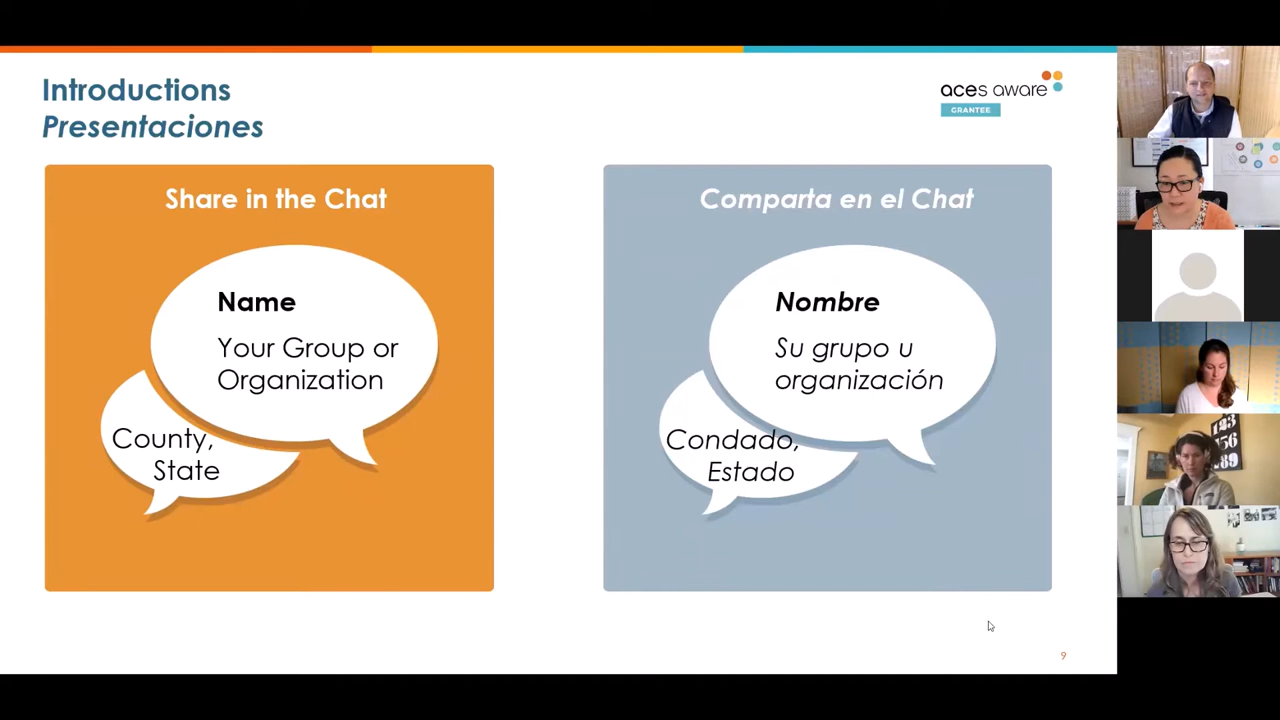 Introductions
Presentaciones
aces aware
GRANTEE
Share in the Chat
Name
Your Group or
Organization
County,
State
Comparta en el Chat
Nombre
Su grupo u
organización
Condado,
Estado
9